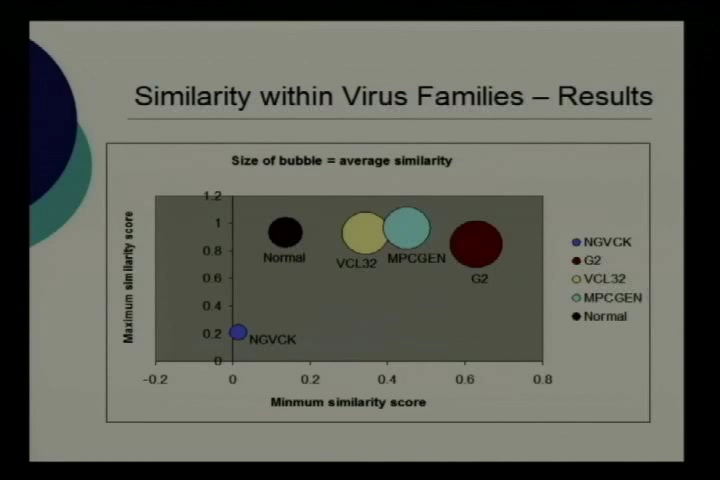 Similarity within Virus Families – Results
Size of bubble = average similarity
1.2
1
0.8
0.6
0.4
0.2
0
Maximum similarity score
Normal
VCL32
MPCGEN
G2
NGVCK
-0.2 0 0.2 0.4 0.6 0.8
Minmum similarity score
NGVCK
G2
VCL32
MPCGEN
Normal